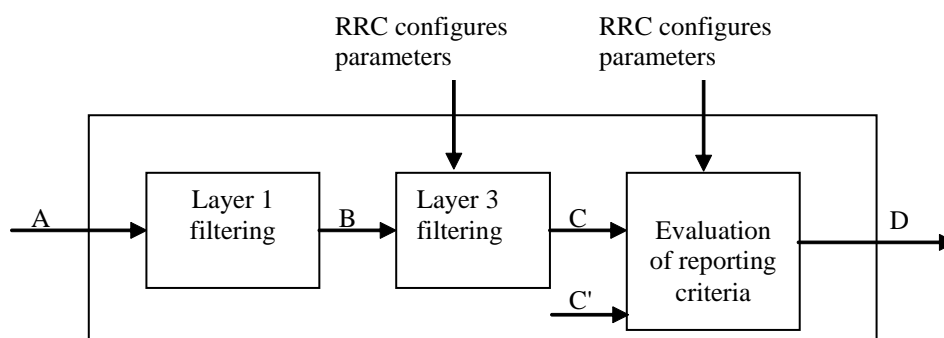 RRC configures
parameters
RRC configures
parameters
Layer 1
filtering
Layer 3
filtering
Evaluation
of reporting
criteria
A
B
C
C'
D